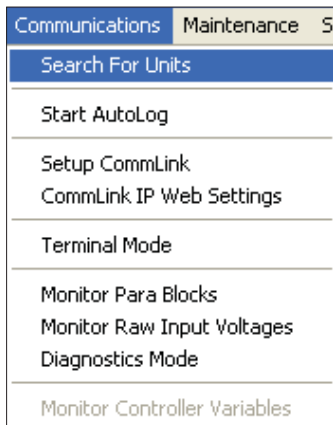 Communications Maintenance S
Search For Units
Start AutoLog
Setup CommLink
CommLink IP Web Settings
Terminal Mode
Monitor Para Blocks
Monitor Raw Input Voltages
Diagnostics Mode
Monitor Controller Variables